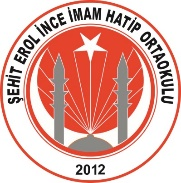 ŞEHİT EROL İNCE İMAM HATİP ORTAOKULU
2012